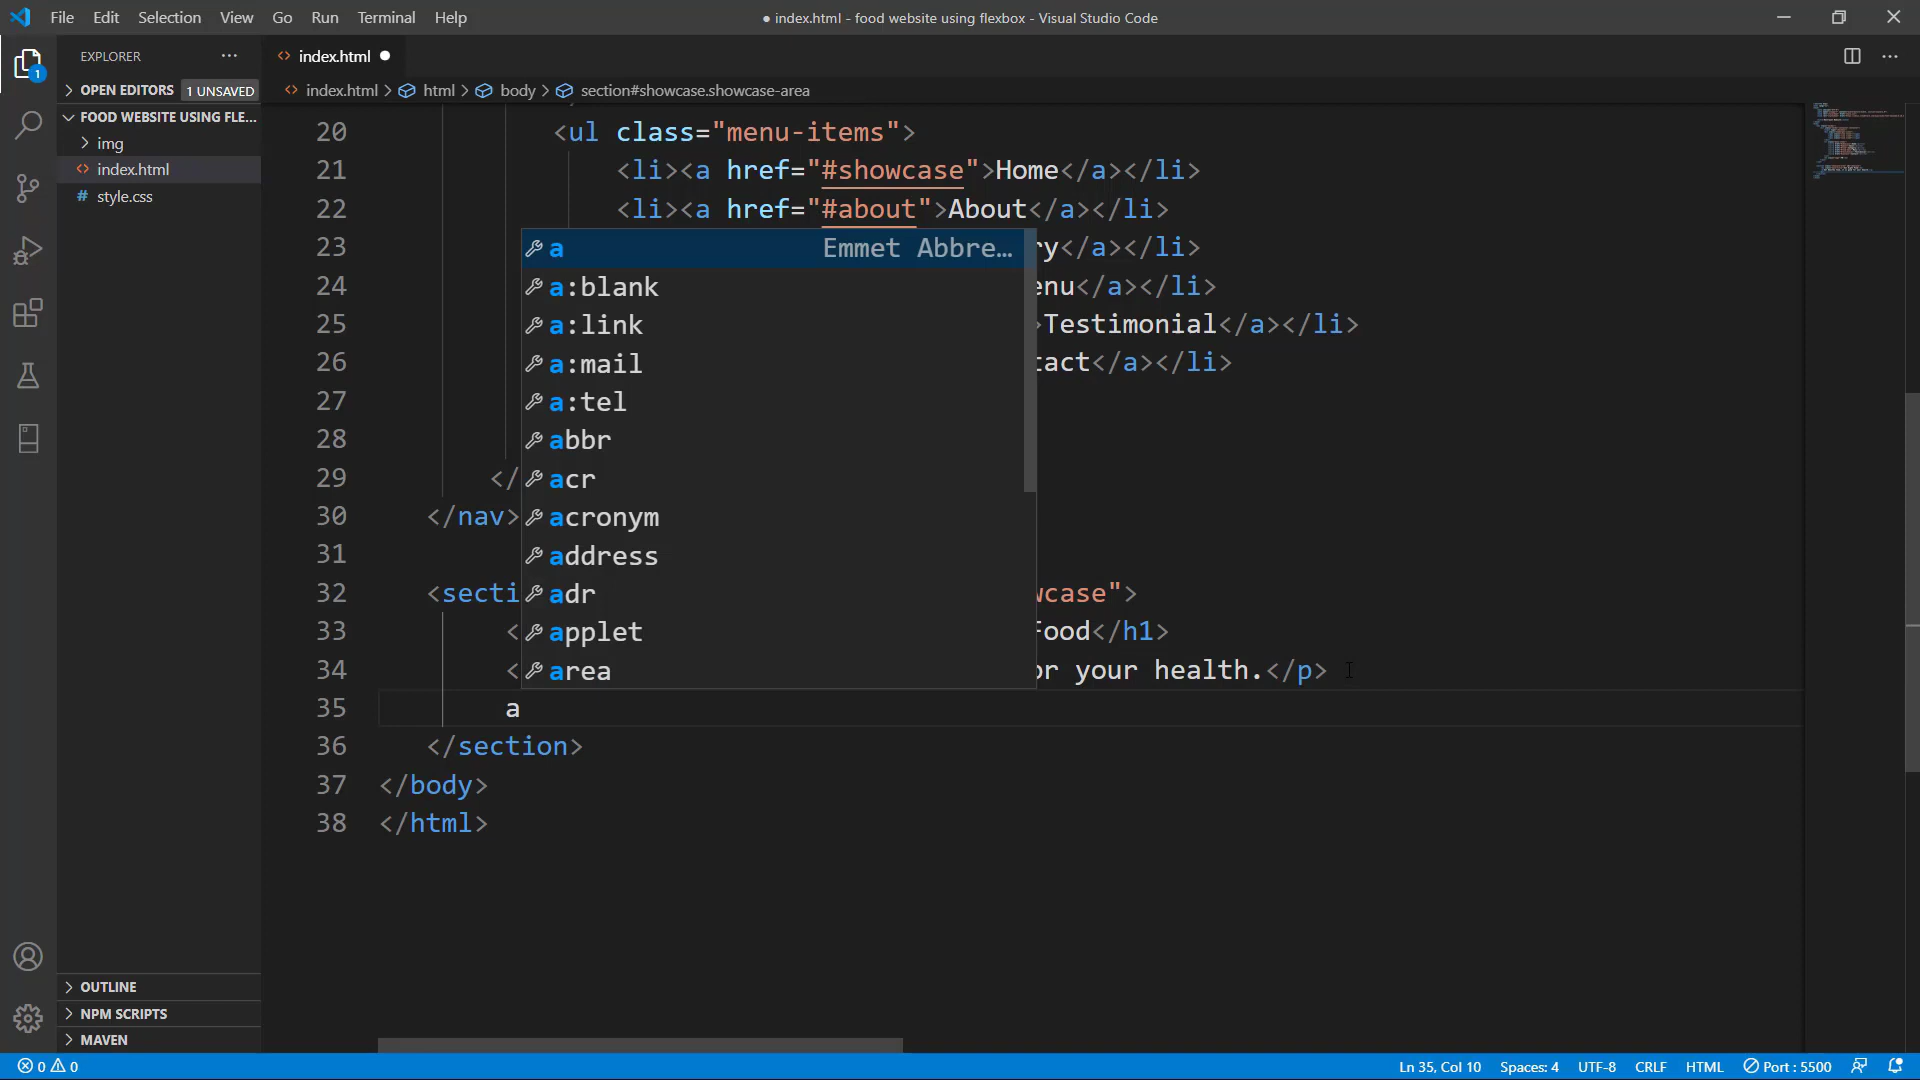 File Edit Selection View Go Run Terminal Help
● index.html - food website using flexbox - Visual Studio Code
EXPLORER
OPEN EDITORS 1 UNSAVED
FOOD WEBSITE USING FLE...
img
index.html
style.css
OUTLINE
NPM SCRIPTS
MAVEN
1
index.html
index.html > html > body > section#showcase.showcase-area
20 <ul class="menu-items">
21 <li><a href="#showcase">Home</a></li>
22 <li><a href="#about">About</a></li>
23 ry</a></li>
24 enu</a></li>
25 >Testimonial</a></li>
26 tact</a></li>
27
28
29 </
30 </nav>
31
32 <secti wcase">
33 < Food</h1>
34 < or your health.</p>
35 a
36 </section>
37 </body>
38 </html>
a Emmet Abbre...
a:blank
a:link
a:mail
a:tel
abbr
acr
acronym
address
adr
applet
area
0 0 Ln 35, Col 10 Spaces: 4 UTF-8 CRLF HTML Port : 5500